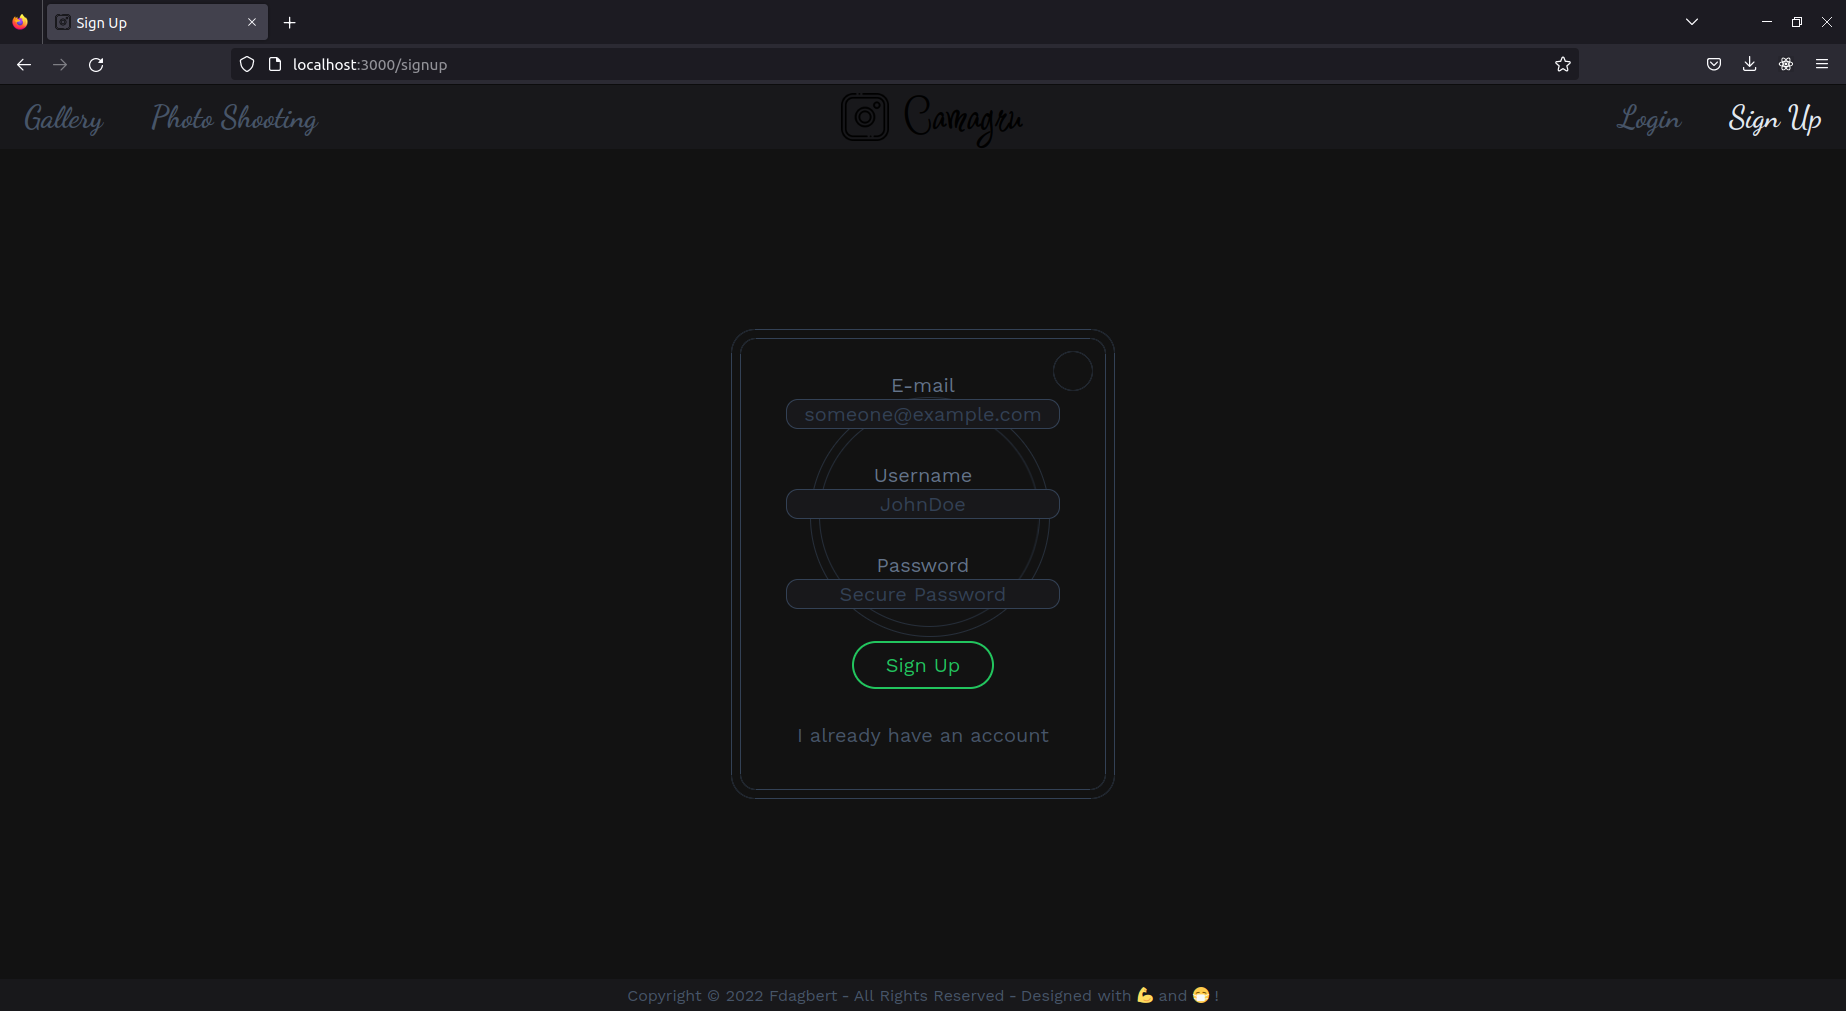 Sign Up
localhost:3000/signup
Gallery Photo Shooting Camagru Login Sign Up
E-mail
someone@example.com
Username
JohnDoe
Password
Secure Password
Sign Up
I already have an account
Copyright © 2022 Fdagbert - All Rights Reserved - Designed with 💪 and 😷 !